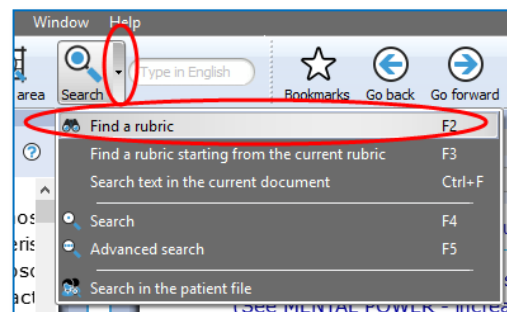 Window Help
area
Search
Type in English
Bookmarks
Go back
Go forward
Find a rubric F2
Find a rubric starting from the current rubric F3
Search text in the current document Ctrl+F
Search F4
Advanced search F5
Search in the patient file
(See MENTAL POWER - increa